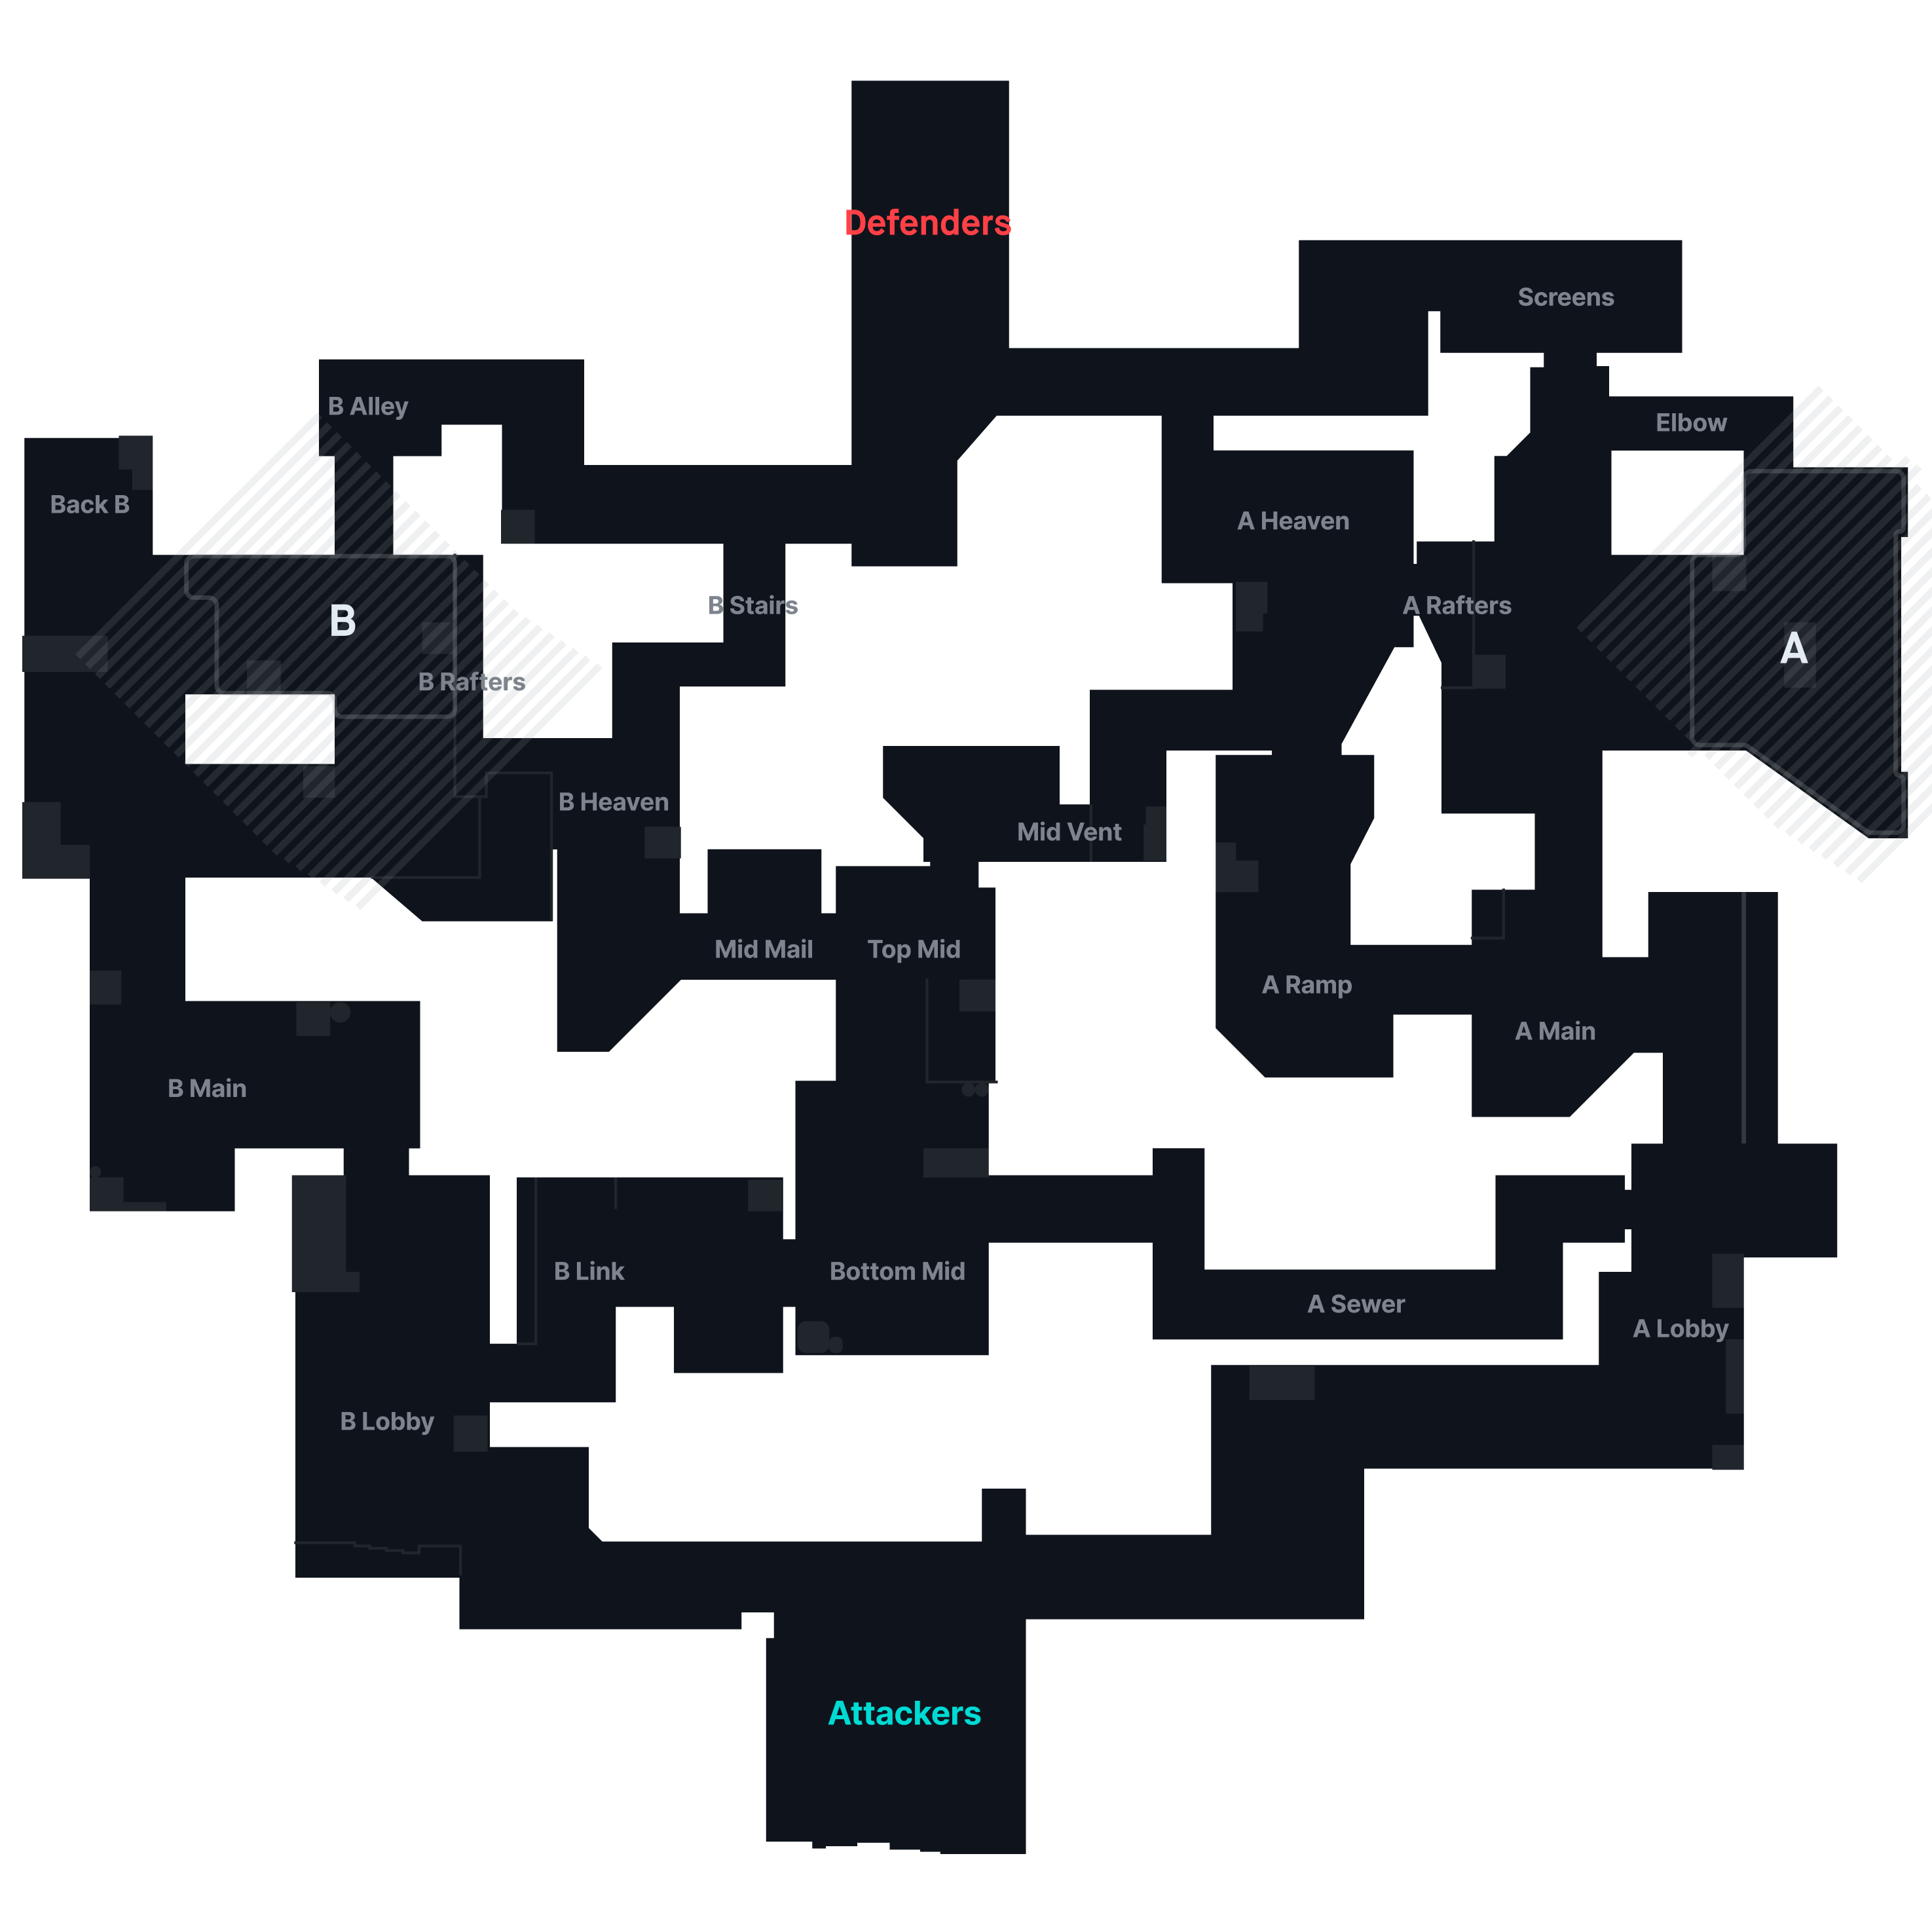 Defenders
Screens
B Alley
Elbow
Back B
A Heaven
B Stairs
A Rafters
B
A
B Rafters
B Heaven
Mid Vent
Mid Mail
Top Mid
A Ramp
A Main
B Main
B Link
Bottom Mid
A Sewer
A Lobby
B Lobby
Attackers